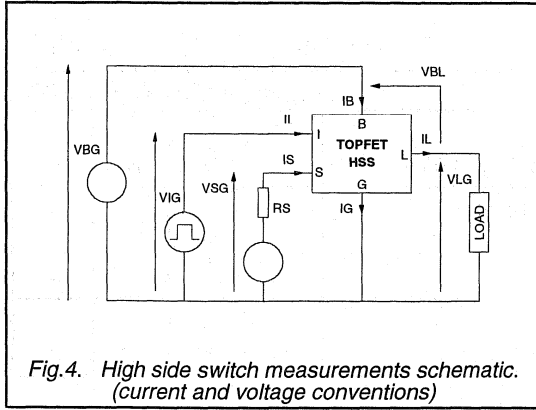 VBL
IB
II
B
IL
VBG
I
TOPFET
HSS
L
IS
S
VIG
VSG
G
VLG
RS
IG
LOAD
Fig.4. High side switch measurements schematic.
(current and voltage conventions)